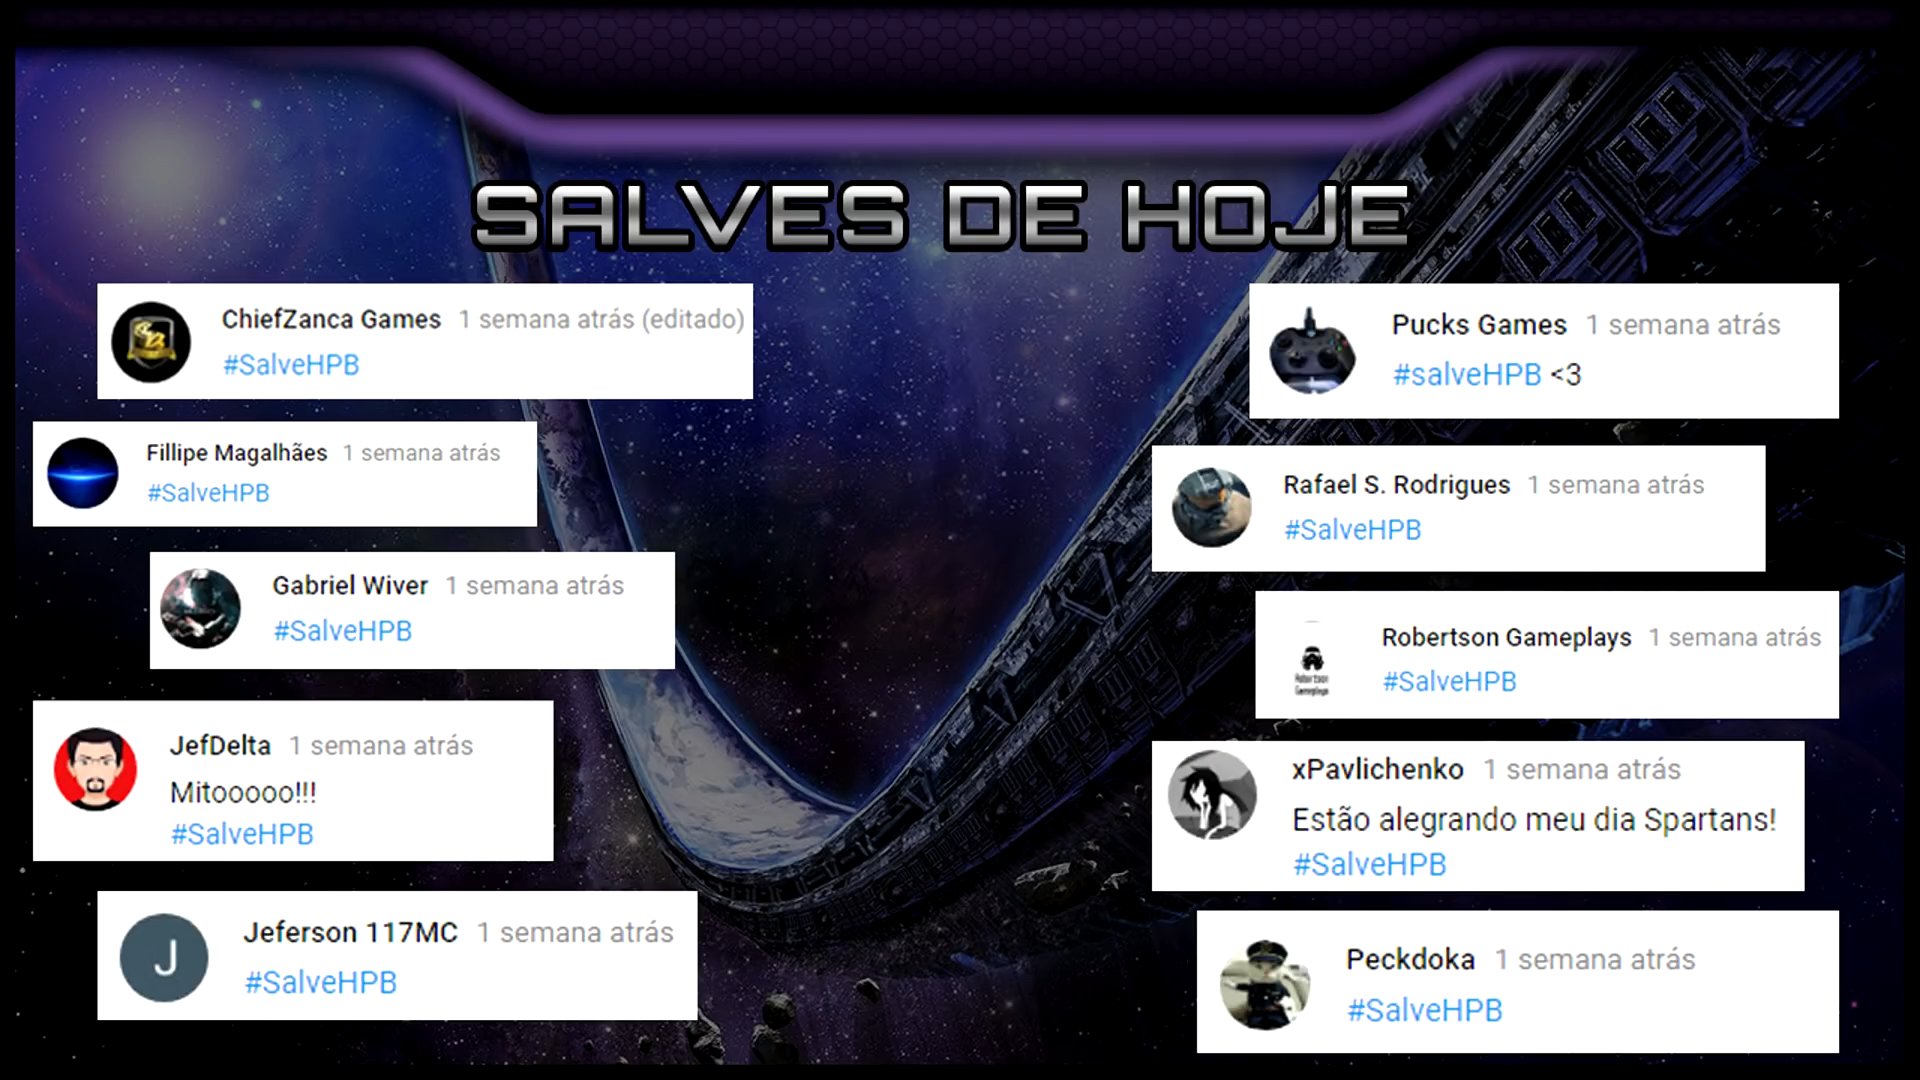 SALVES DE HOJE
ChiefZanca Games 1 semana atrás (editado)
#SalveHPB
Fillipe Magalhães 1 semana atrás
#SalveHPB
Gabriel Wiver 1 semana atrás
#SalveHPB
JefDelta 1 semana atrás
Mitooooo!!!
#SalveHPB
J
Jeferson 117MC 1 semana atrás
#SalveHPB
Pucks Games 1 semana atrás
#salveHPB <3
Rafael S. Rodrigues 1 semana atrás
#SalveHPB
Robertson
Gameplays
Robertson Gameplays 1 semana atrás
#SalveHPB
xPavlichenko 1 semana atrás
Estão alegrando meu dia Spartans!
#SalveHPB
Peckdoka 1 semana atrás
#SalveHPB